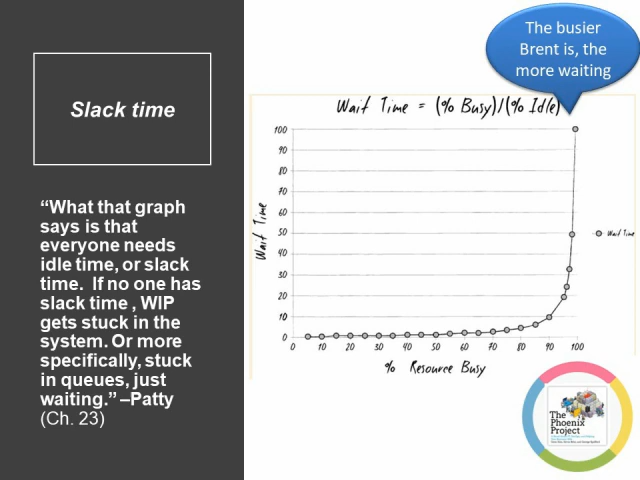 The busier
Brent is, the
more waiting
Slack time
“What that graph
says is that
everyone needs
idle time, or slack
time.  If no one has
slack time , WIP
gets stuck in the
system. Or more
specifically, stuck
in queues, just
waiting.” –Patty
(Ch. 23)
Wait Time = (% Busy)/(% Idle)
Wait Time
100
90
80
70
60
50
40
30
20
10
0
0 10 20 30 40 50 60 70 80 90 100
% Resource Busy
Wait Time
The
Phoenix
Project